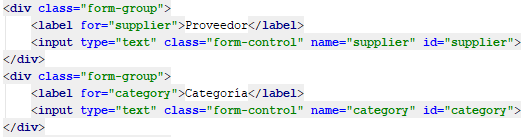 <div class="form-group">
<label for="supplier">Proveedor</label>
<input type="text" class="form-control" name="supplier" id="supplier">
</div>
<div class="form-group">
<label for="category">Categoría</label>
<input type="text" class="form-control" name="category" id="category">
</div>